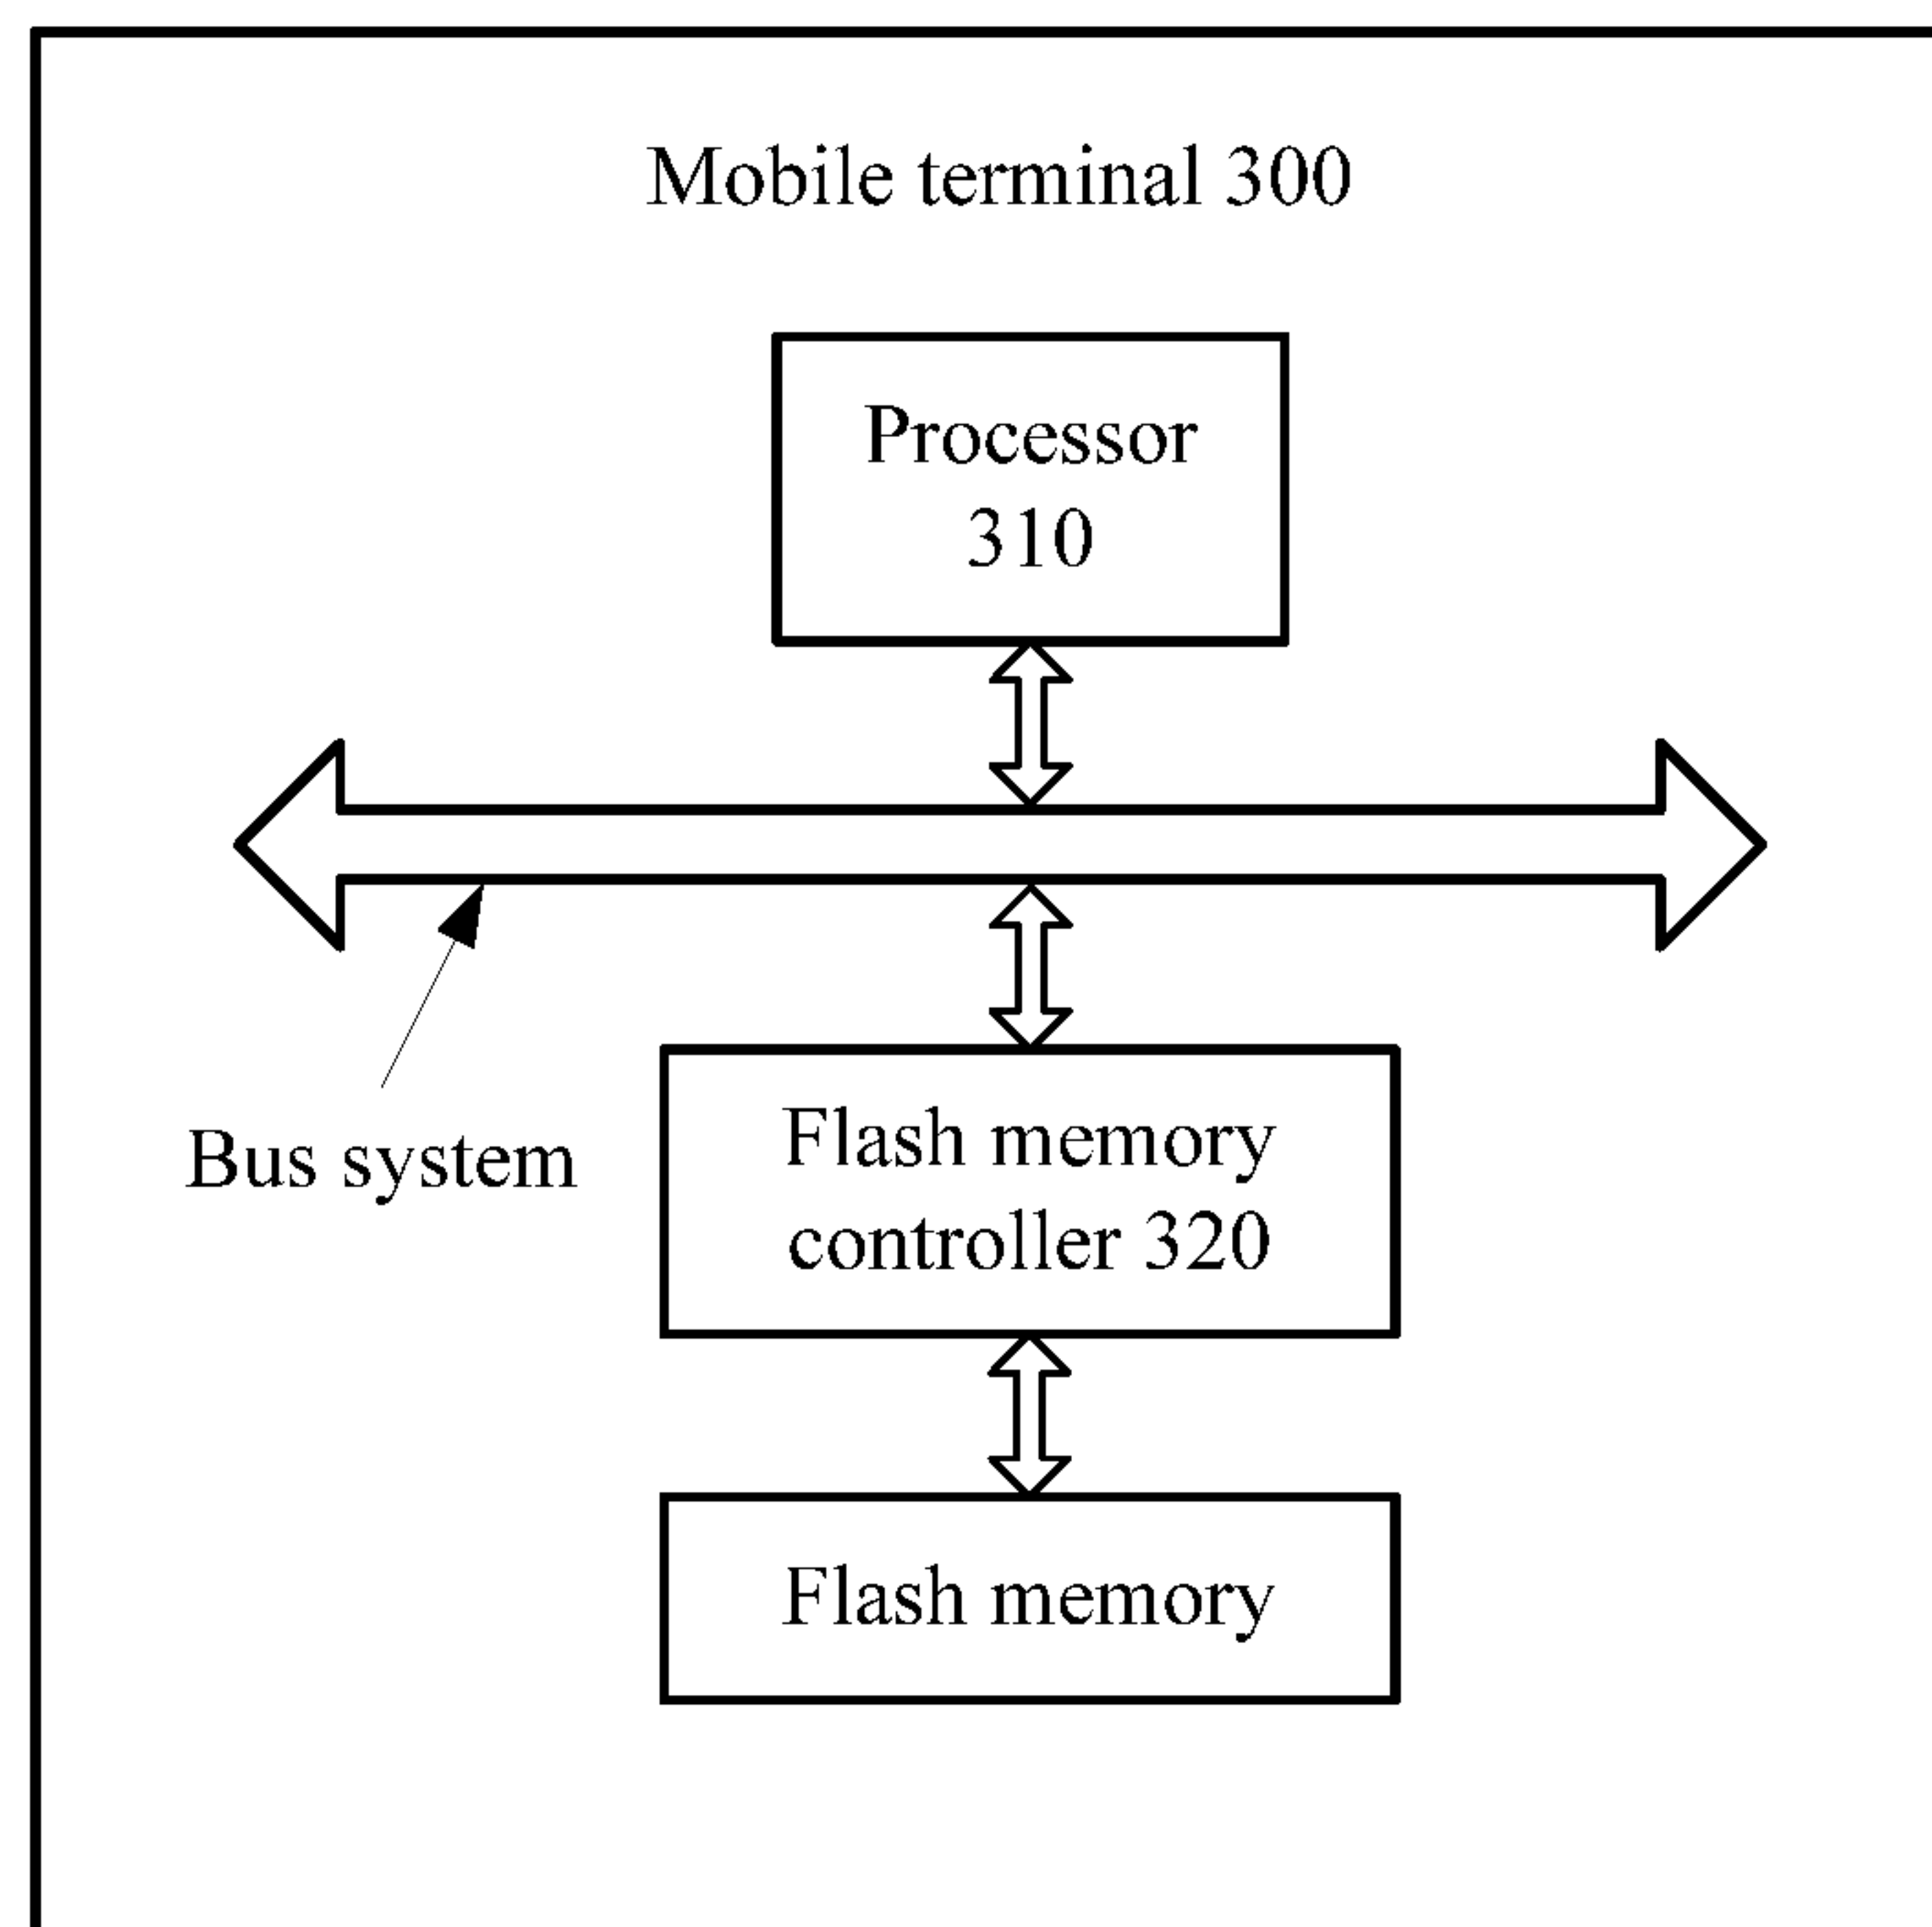 Mobile terminal 300
Processor
310
Bus system
Flash memory
controller 320
Flash memory